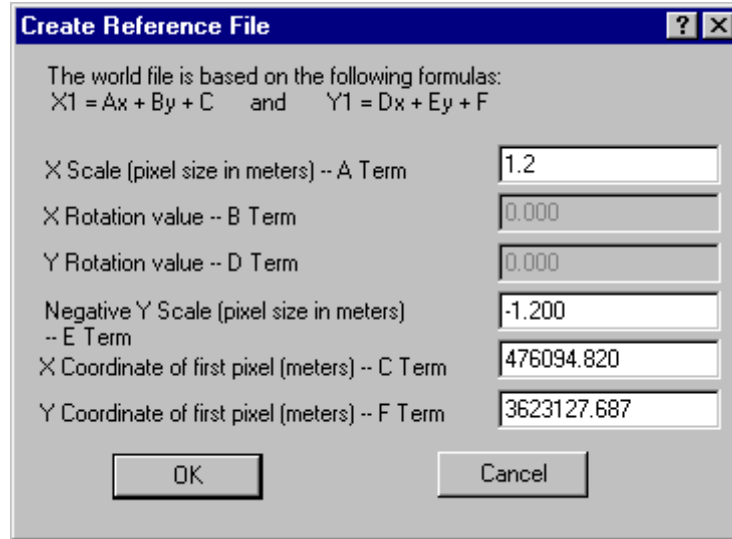 Create Reference File
The world file is based on the following formulas:
X1 = Ax + By + C and Y1 = Dx + Ey + F
X Scale (pixel size in meters) -- A Term 1.2
X Rotation value -- B Term 0.000
Y Rotation value -- D Term 0.000
Negative Y Scale (pixel size in meters)
-- E Term -1.200
X Coordinate of first pixel (meters) -- C Term 476094.820
Y Coordinate of first pixel (meters) -- F Term 3623127.687
OK Cancel